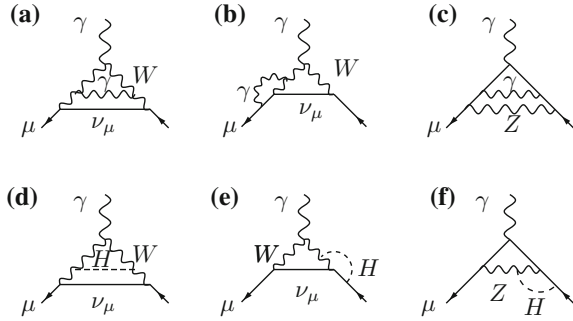 (a) γ γ W μ ν_μ
(b) γ γ W μ ν_μ
(c) γ γ Z μ
(d) γ H W μ ν_μ
(e) γ W H μ ν_μ
(f) γ Z H μ